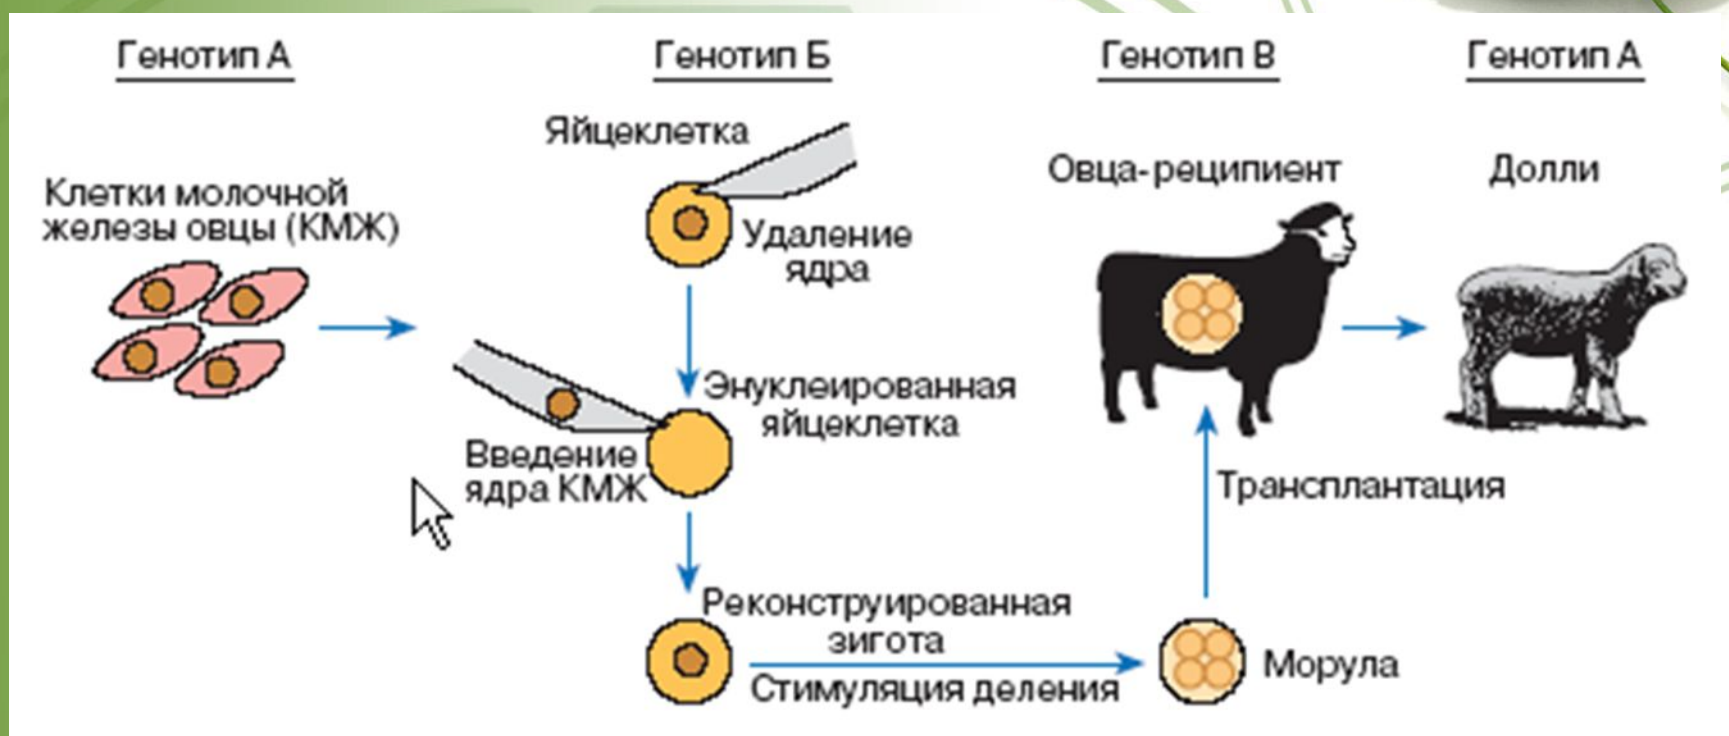 Генотип А
Генотип Б
Генотип В
Генотип А
Клетки молочной
железы овцы (КМЖ)
Яйцеклетка
Удаление
ядра
Энуклеированная
яйцеклетка
Введение
ядра КМЖ
Реконструированная
зигота
Стимуляция деления
Морула
Трансплантация
Овца-реципиент
Долли